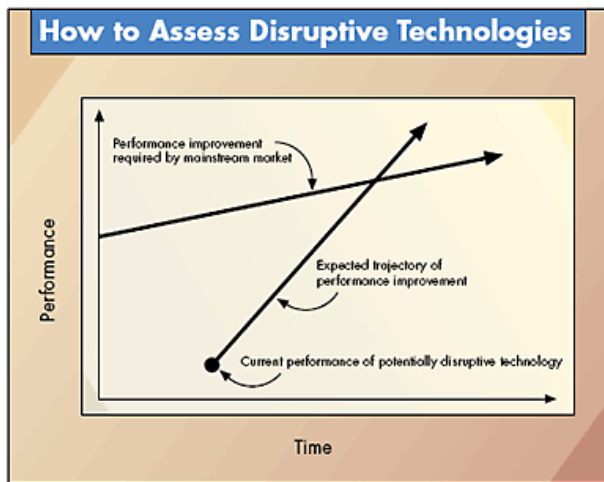 How to Assess Disruptive Technologies
Performance improvement
required by mainstream market
Expected trajectory of
performance improvement
Current performance of potentially disruptive technology
Performance
Time